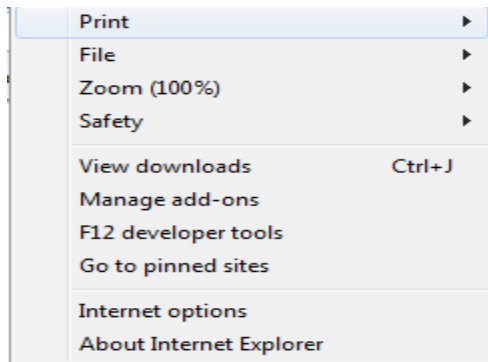 Print
File
Zoom (100%)
Safety
View downloads Ctrl+J
Manage add-ons
F12 developer tools
Go to pinned sites
Internet options
About Internet Explorer